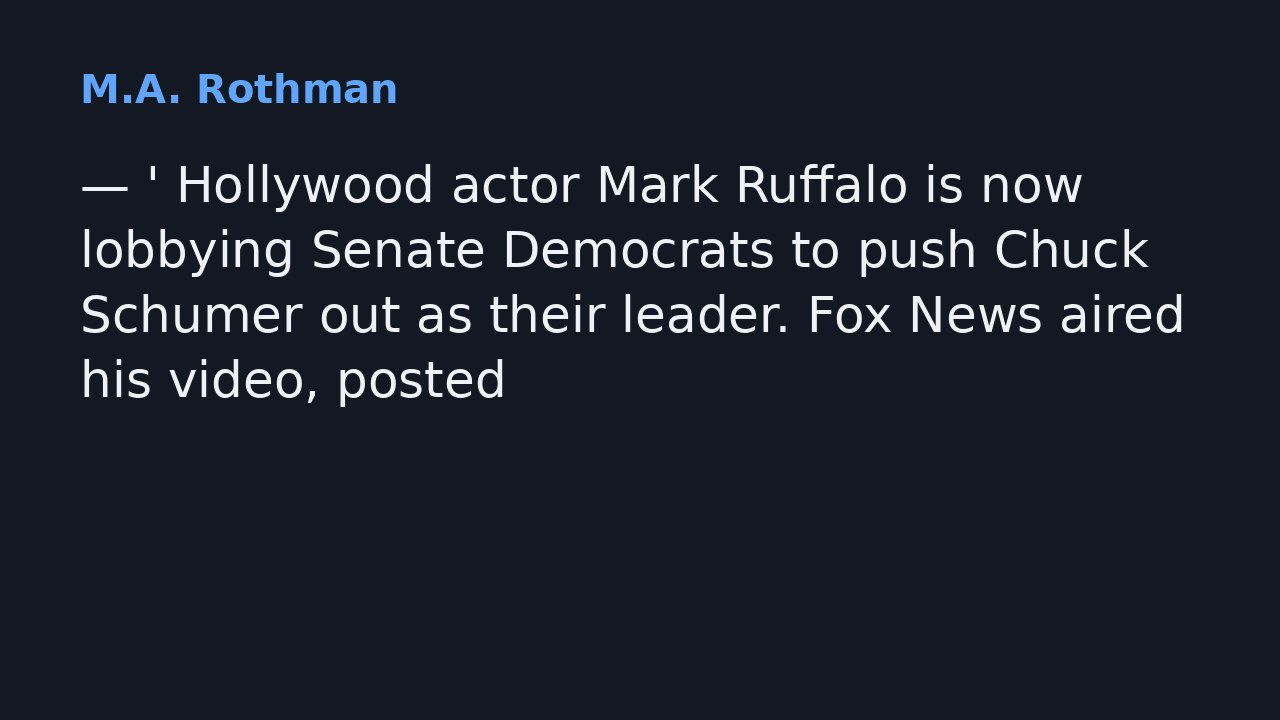 M.A. Rothman
— ' Hollywood actor Mark Ruffalo is now
lobbying Senate Democrats to push Chuck
Schumer out as their leader. Fox News aired
his video, posted